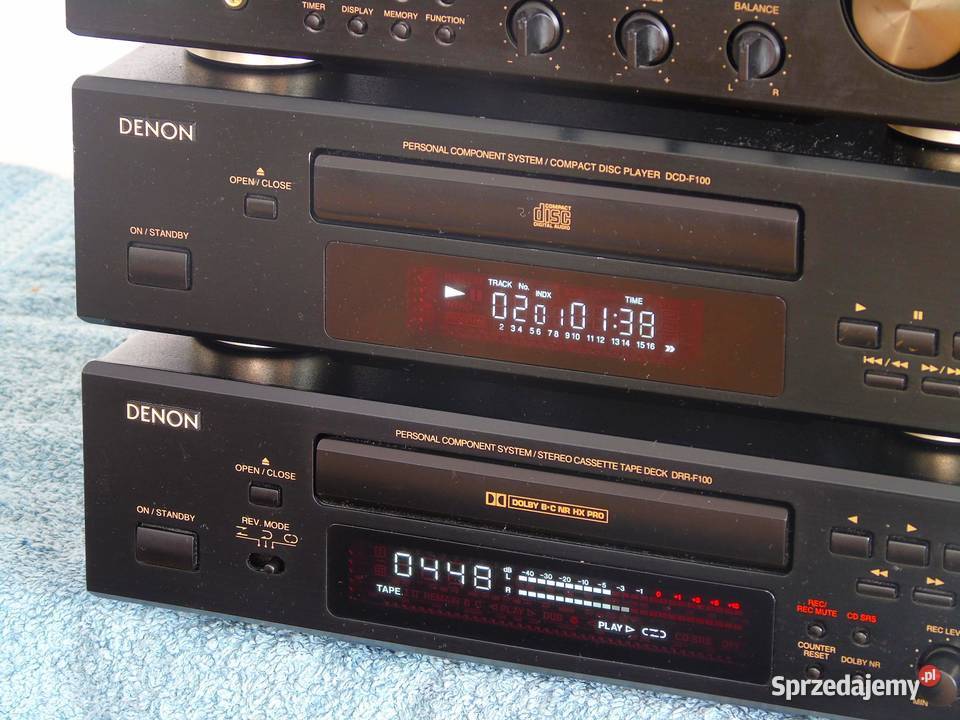 TIMER DISPLAY MEMORY FUNCTION
BALANCE
- + - + L R
DENON
PERSONAL COMPONENT SYSTEM / COMPACT DISC PLAYER DCD-F100
OPEN / CLOSE
COMPACT
disc
DIGITAL AUDIO
ON / STANDBY
TRACK No. INDX TIME
02 01 01:38
2 3 4 5 6 7 8 9 10 11 12 13 14 15 16
DENON
PERSONAL COMPONENT SYSTEM / STEREO CASSETTE TAPE DECK DRR-F100
OPEN / CLOSE
DOLBY B·C NR HX PRO
ON / STANDBY
REV. MODE
0448
dB -40 -30 -20 -10 -5 -3 -1 0
L
R
TAPE
PLAY
REC/
REC MUTE
CD SRS
COUNTER
RESET
DOLBY NR
REC LEV
MIN
Sprzedajemy.pl